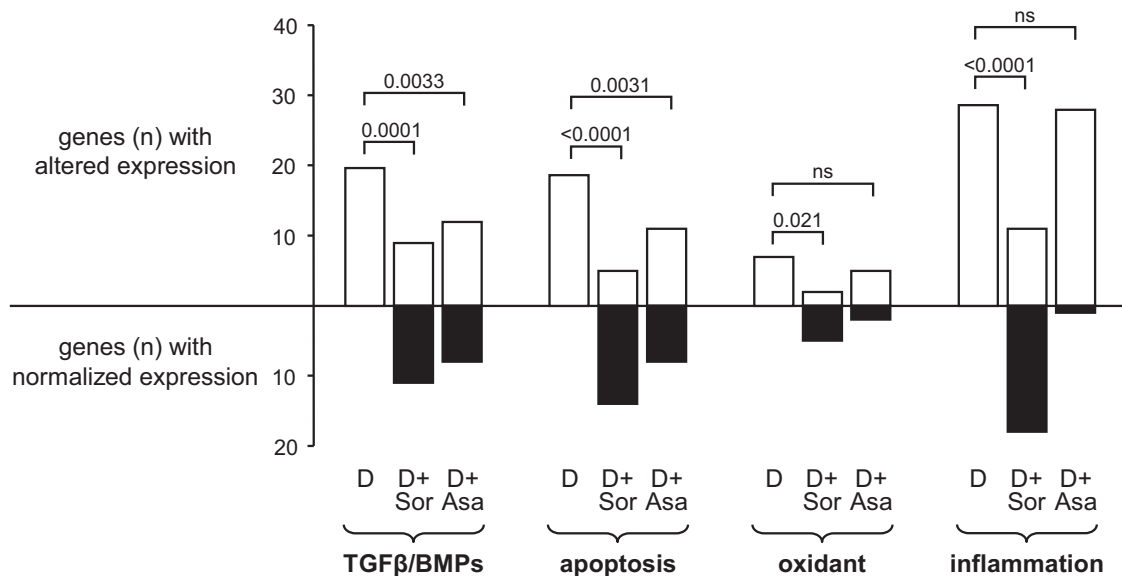 40
30
20
10
10
20
genes (n) with
altered expression
genes (n) with
normalized expression
0.0033
0.0001
0.0031
<0.0001
ns
0.021
ns
<0.0001
D D+ D+
Sor Asa
D D+ D+
Sor Asa
D D+ D+
Sor Asa
D D+ D+
Sor Asa
TGFβ/BMPs apoptosis oxidant inflammation